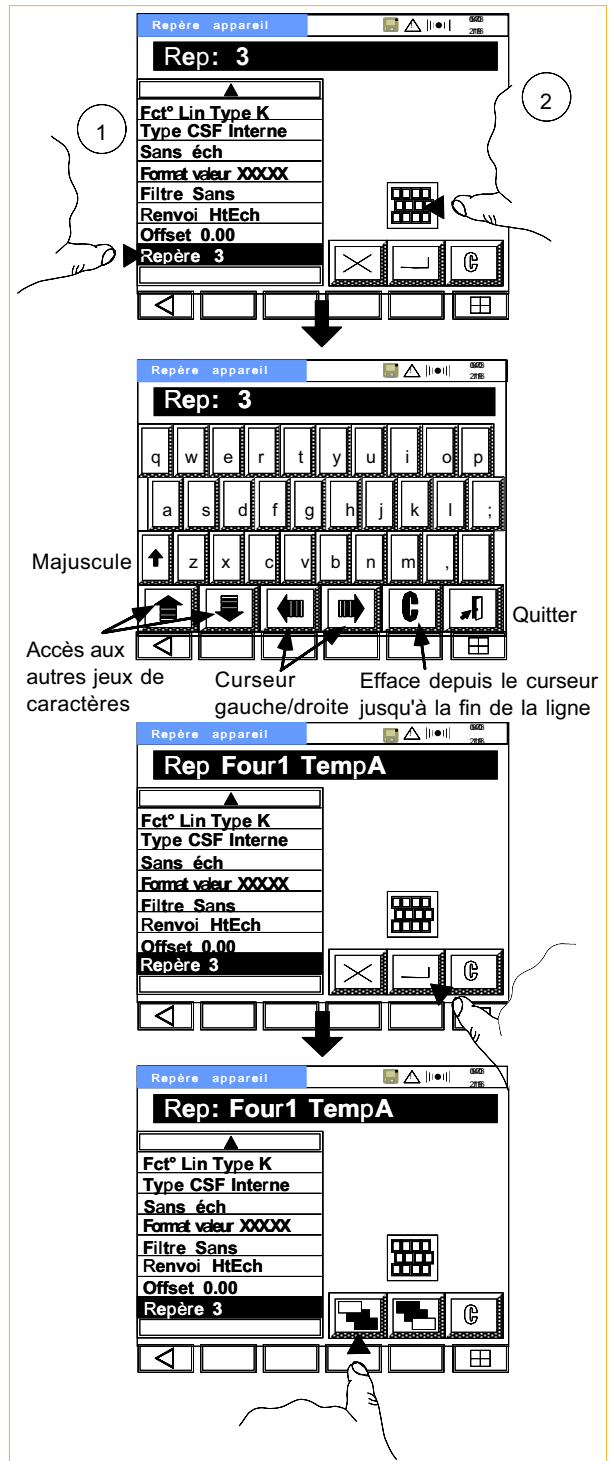 Repère appareil
Rep: 3
1
2
Fct° Lin Type K
Type CSF Interne
Sans éch
Format valeur XXXXX
Filtre Sans
Renvoi HtEch
Offset 0.00
Repère 3
C
Repère appareil
Rep: 3
q w e r t y u i o p
a s d f g h j k l ;
Majuscule
z x c v b n m ,
C
Quitter
Accès aux
autres jeux de
caractères
Curseur
gauche/droite
Efface depuis le curseur
jusqu'à la fin de la ligne
Repère appareil
Rep Four1 TempA
Fct° Lin Type K
Type CSF Interne
Sans éch
Format valeur XXXXX
Filtre Sans
Renvoi HtEch
Offset 0.00
Repère 3
C
Repère appareil
Rep: Four1 TempA
Fct° Lin Type K
Type CSF Interne
Sans éch
Format valeur XXXXX
Filtre Sans
Renvoi HtEch
Offset 0.00
Repère 3
C